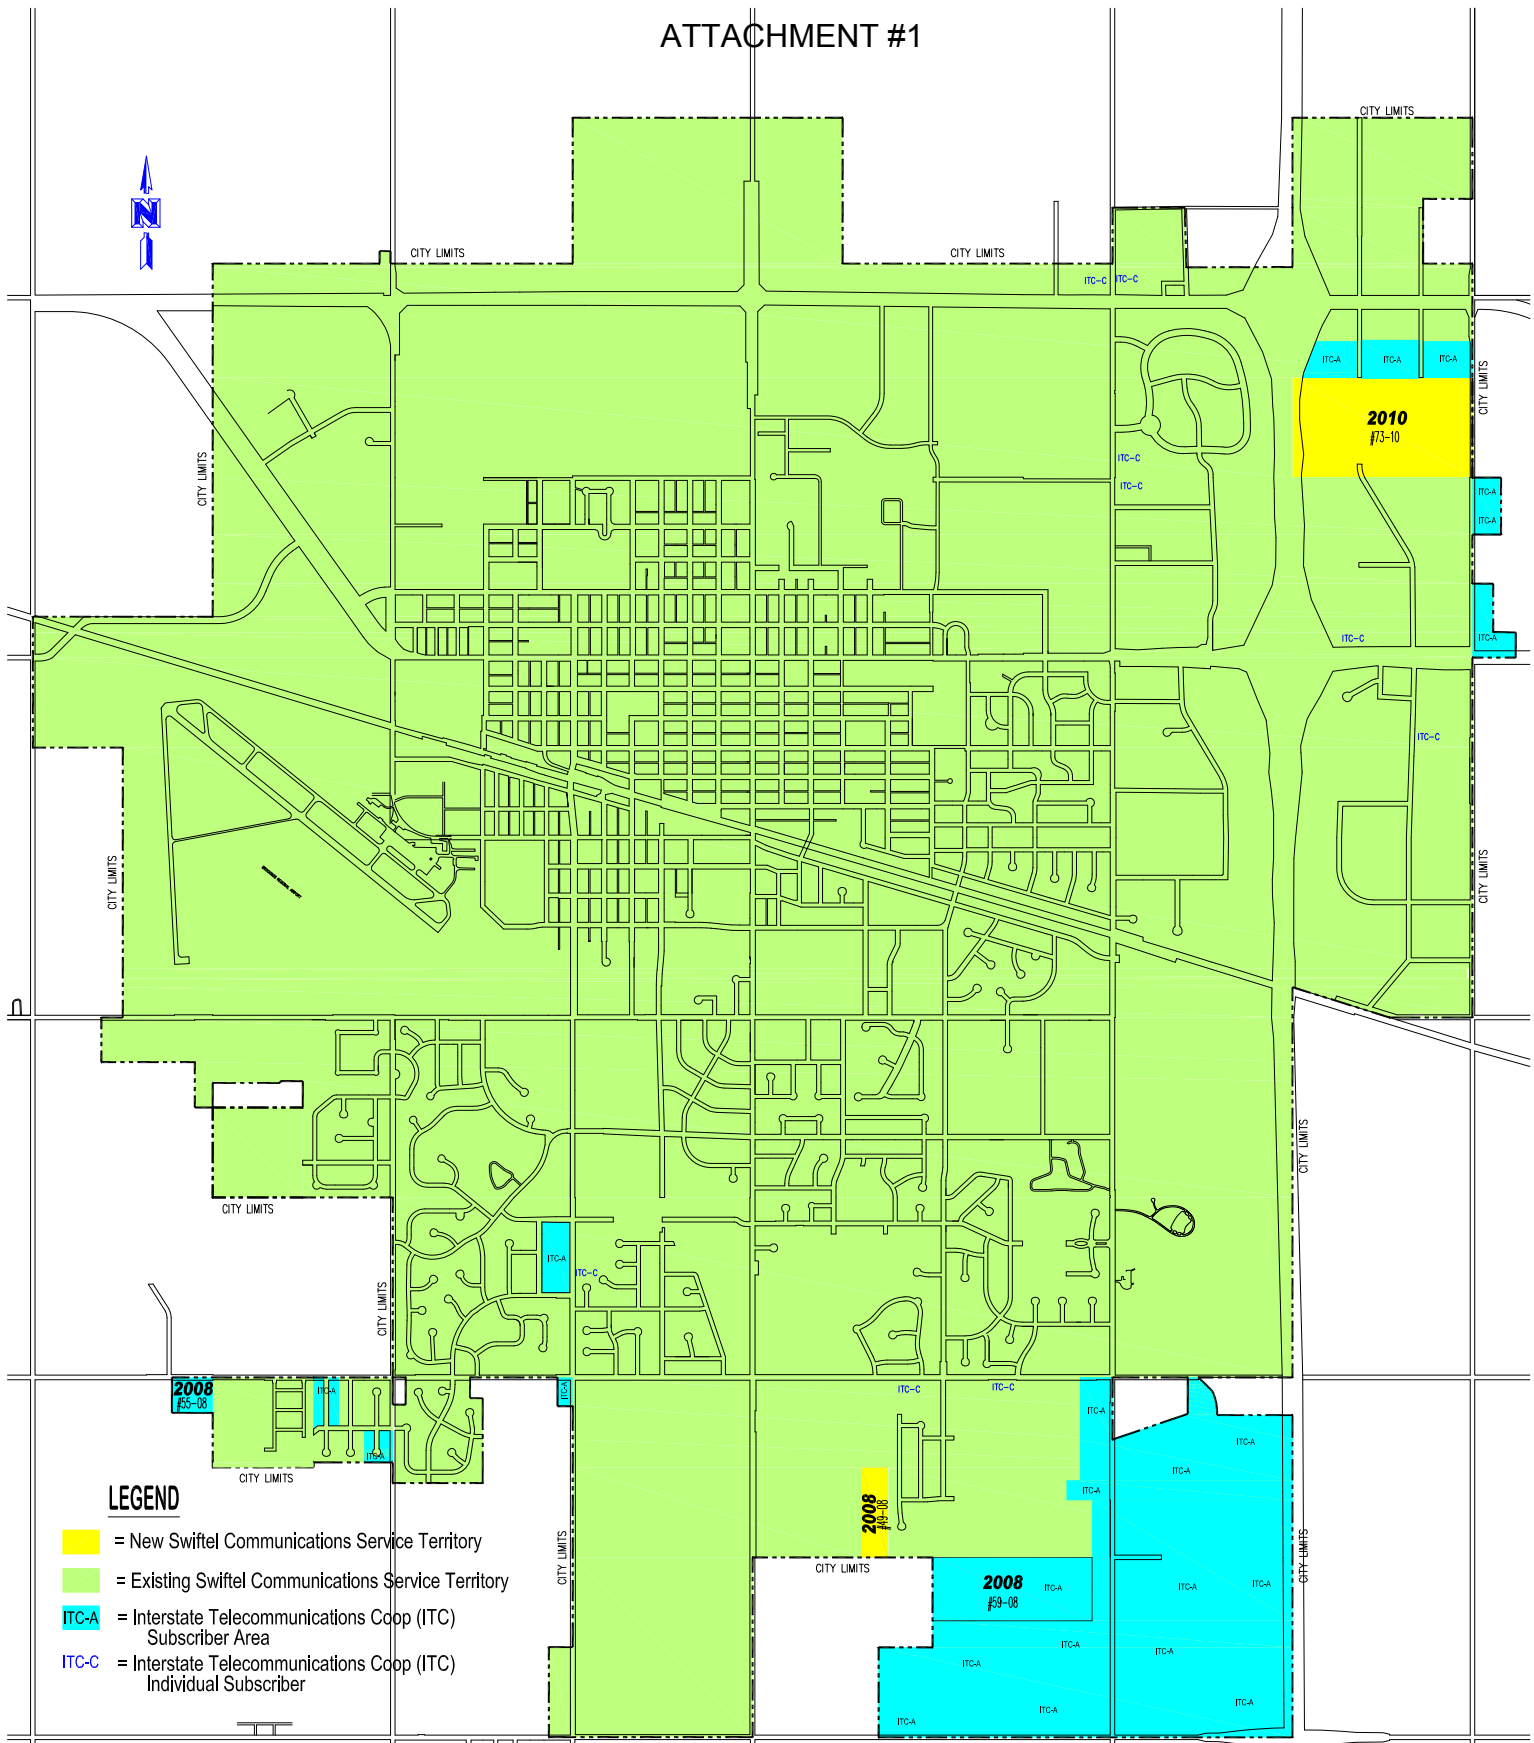 ATTACHMENT #1
CITY LIMITS
N
CITY LIMITS
CITY LIMITS
ITC-C
ITC-C
ITC-A
ITC-A
ITC-A
CITY LIMITS
2010
#73-10
CITY LIMITS
ITC-C
ITC-C
ITC-A
ITC-A
ITC-C
ITC-A
ITC-C
CITY LIMITS
CITY LIMITS
CITY LIMITS
CITY LIMITS
ITC-A
ITC-C
CITY LIMITS
2008
#55-08
ITC-A
ITC-A
ITC-C
ITC-C
ITC-A
ITC-A
ITC-A
CITY LIMITS
ITC-A
ITC-A
2008
#49-08
CITY LIMITS
CITY LIMITS
CITY LIMITS
2008
#59-08
ITC-A
ITC-A
ITC-A
ITC-A
ITC-A
ITC-A
ITC-A
ITC-A
ITC-A
LEGEND
= New Swiftel Communications Service Territory
= Existing Swiftel Communications Service Territory
ITC-A = Interstate Telecommunications Coop (ITC)
Subscriber Area
ITC-C = Interstate Telecommunications Coop (ITC)
Individual Subscriber